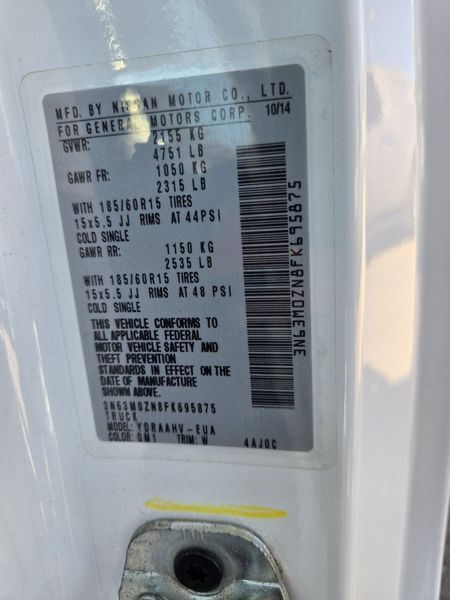 MFD. BY NISSAN MOTOR CO., LTD.
FOR GENERAL MOTORS CORP. 10/14
GVWR: 2155 KG
4751 LB
GAWR FR: 1050 KG
2315 LB
WITH 185/60R15 TIRES
15x5.5 JJ RIMS AT 44PSI
COLD SINGLE
GAWR RR: 1150 KG
2535 LB
WITH 185/60R15 TIRES
15x5.5 JJ RIMS AT 48 PSI
COLD SINGLE
THIS VEHICLE CONFORMS TO
ALL APPLICABLE FEDERAL
MOTOR VEHICLE SAFETY AND
THEFT PREVENTION
STANDARDS IN EFFECT ON THE
DATE OF MANUFACTURE
SHOWN ABOVE.
3N63M0ZN8FK695875
TRUCK
MODEL: YDRAAHV-EUA
COLOR: QM1 TRIM: W 4AJ0C
3N63M0ZN8FK695875